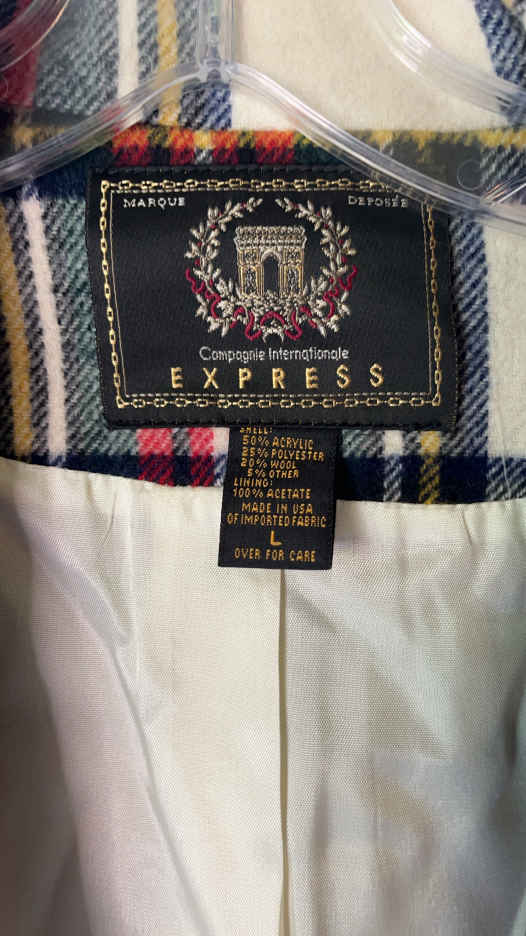 MARQUE DEPOSÉE
Compagnie Internationale
EXPRESS
SHELL:
50% ACRYLIC
25% POLYESTER
20% WOOL
5% OTHER
LINING:
100% ACETATE
MADE IN USA
OF IMPORTED FABRIC
L
OVER FOR CARE